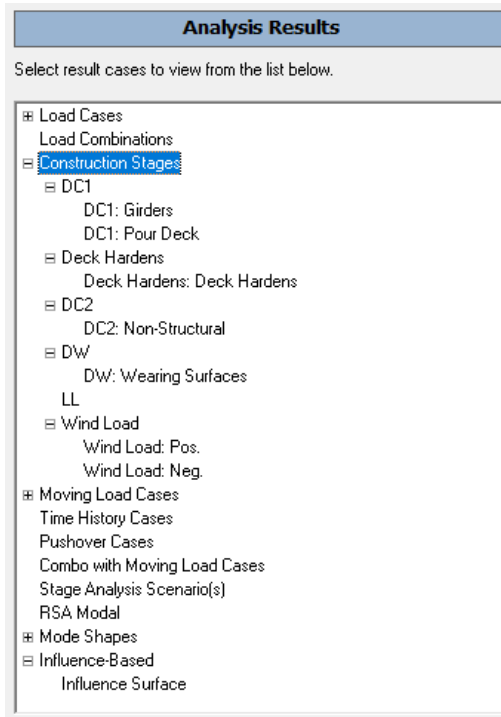 Analysis Results
Select result cases to view from the list below.
Load Cases
Load Combinations
Construction Stages
DC1
DC1: Girders
DC1: Pour Deck
Deck Hardens
Deck Hardens: Deck Hardens
DC2
DC2: Non-Structural
DW
DW: Wearing Surfaces
LL
Wind Load
Wind Load: Pos.
Wind Load: Neg.
Moving Load Cases
Time History Cases
Pushover Cases
Combo with Moving Load Cases
Stage Analysis Scenario(s)
RSA Modal
Mode Shapes
Influence-Based
Influence Surface